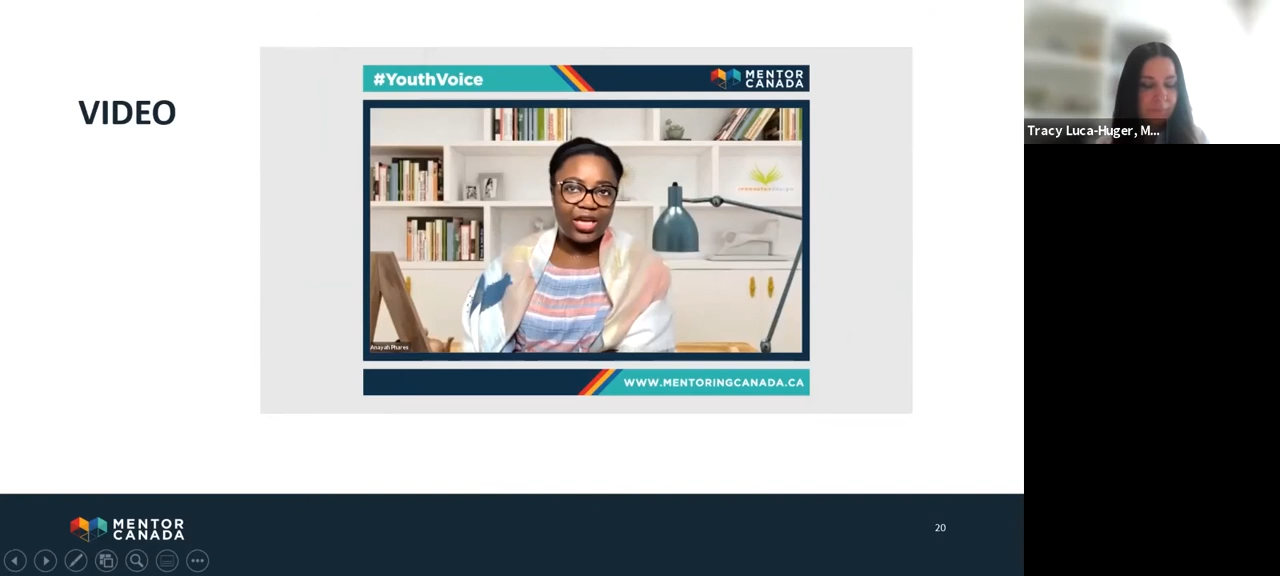 VIDEO
#YouthVoice
MENTOR
CANADA
Anayah Phares
WWW.MENTORINGCANADA.CA
Tracy Luca-Huger, M...
MENTOR
CANADA
20